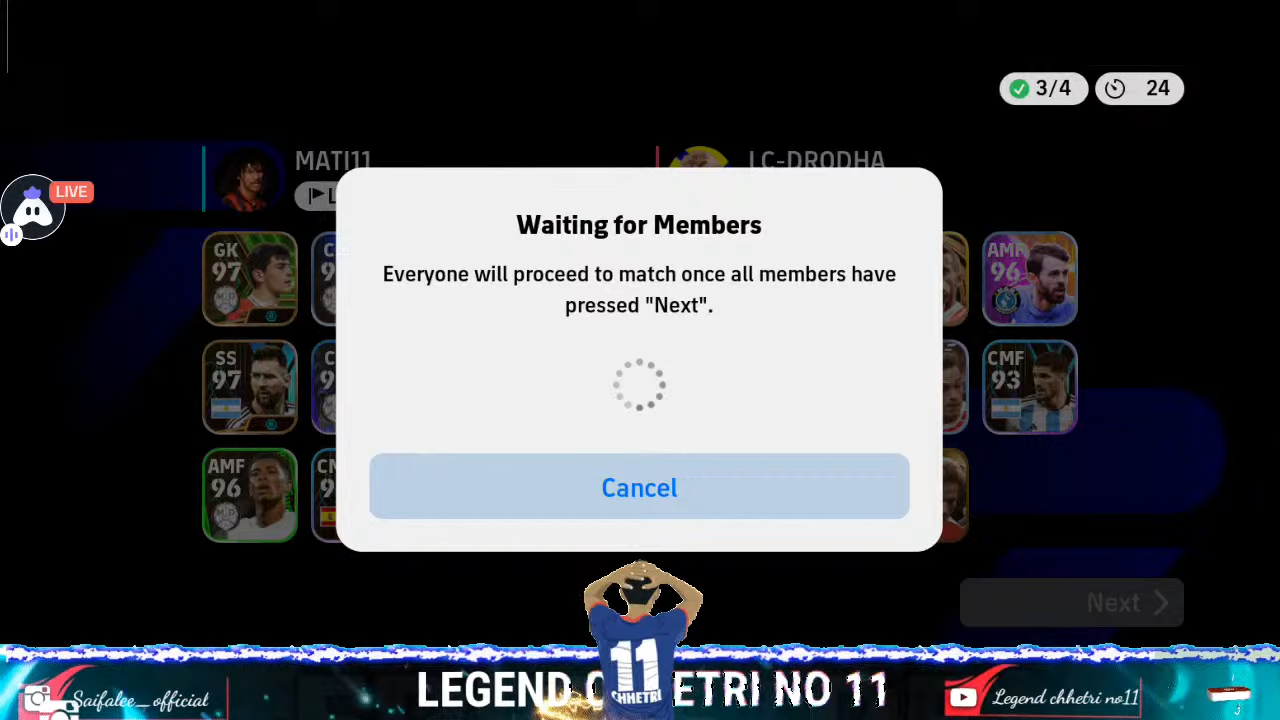 3/4
24
MATI11
LC-DRODHA
LIVE
Waiting for Members
Everyone will proceed to match once all members have
pressed "Next".
GK
97
AMF
96
SS
97
CMF
93
AMF
96
Cancel
Next
11
CHHETRI
Saifalee_official
LEGEND CHHETRI NO 11
Legend chhetri no11